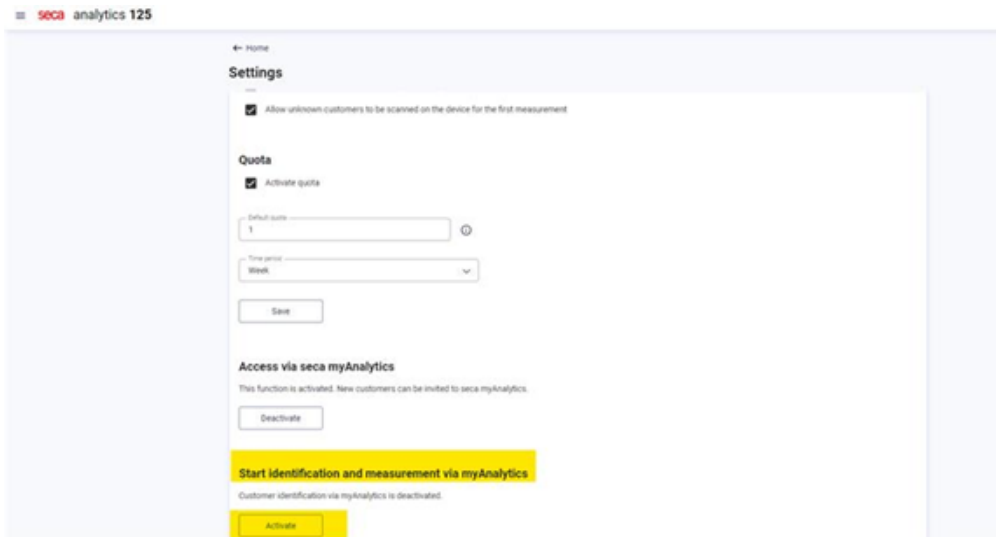 seca analytics 125
← Home
Settings
Allow unknown customers to be scanned on the device for the first measurement
Quota
Activate quota
Default quota
1
Time period
Week
Save
Access via seca myAnalytics
This function is activated. New customers can be invited to seca myAnalytics.
Deactivate
Start identification and measurement via myAnalytics
Customer identification via myAnalytics is deactivated.
Activate